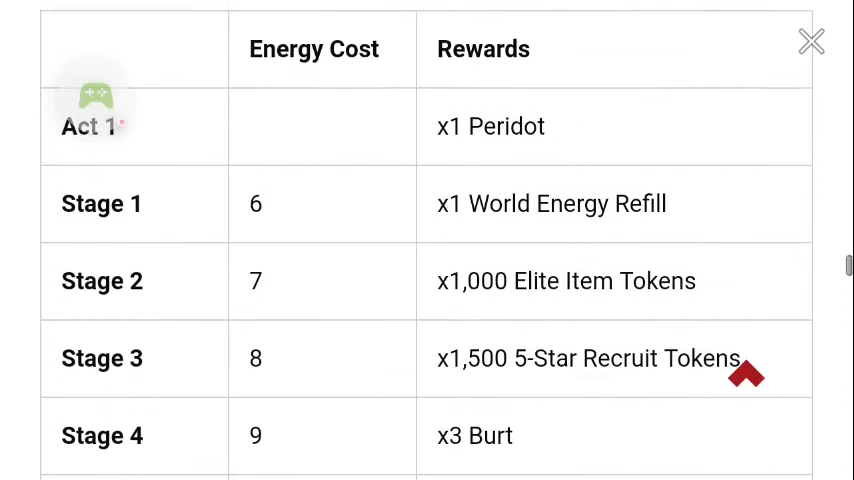 Energy Cost Rewards
Act 1 x1 Peridot
Stage 1 6 x1 World Energy Refill
Stage 2 7 x1,000 Elite Item Tokens
Stage 3 8 x1,500 5-Star Recruit Tokens
Stage 4 9 x3 Burt